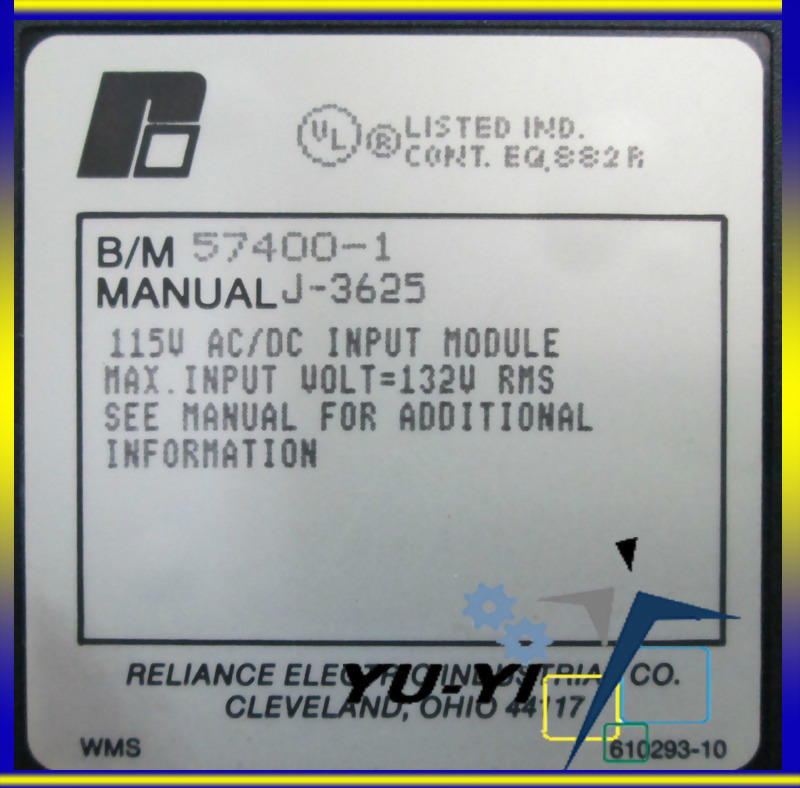 UL ® LISTED IND.
CONT. EQ.882R
B/M 57400-1
MANUAL J-3625
115V AC/DC INPUT MODULE
MAX.INPUT VOLT=132V RMS
SEE MANUAL FOR ADDITIONAL
INFORMATION
RELIANCE ELECTRIC INDUSTRIAL CO.
YU-YI
CLEVELAND, OHIO 44117
WMS
610293-10